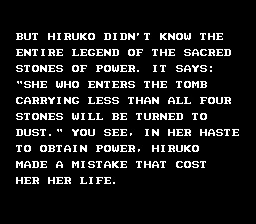 BUT HIRUKO DIDN'T KNOW THE
ENTIRE LEGEND OF THE SACRED
STONES OF POWER. IT SAYS:
"SHE WHO ENTERS THE TOMB
CARRYING LESS THAN ALL FOUR
STONES WILL BE TURNED TO
DUST." YOU SEE, IN HER HASTE
TO OBTAIN POWER, HIRUKO
MADE A MISTAKE THAT COST
HER HER LIFE.